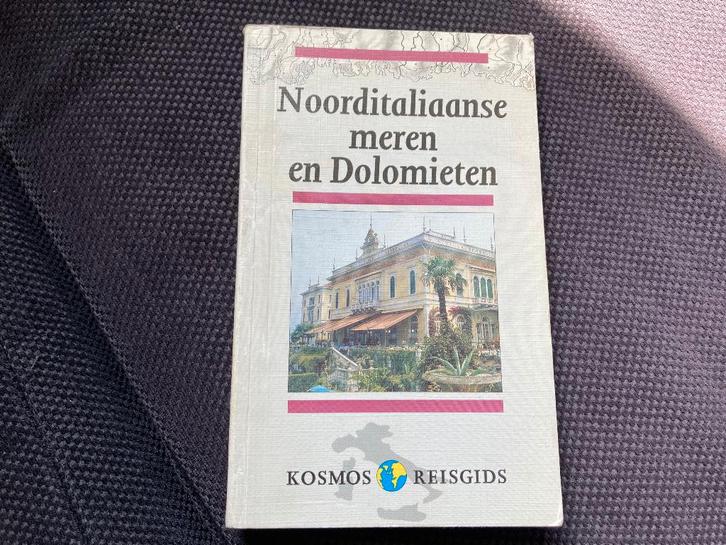 Noorditaliaanse
meren
en Dolomieten
KOSMOS REISGIDS